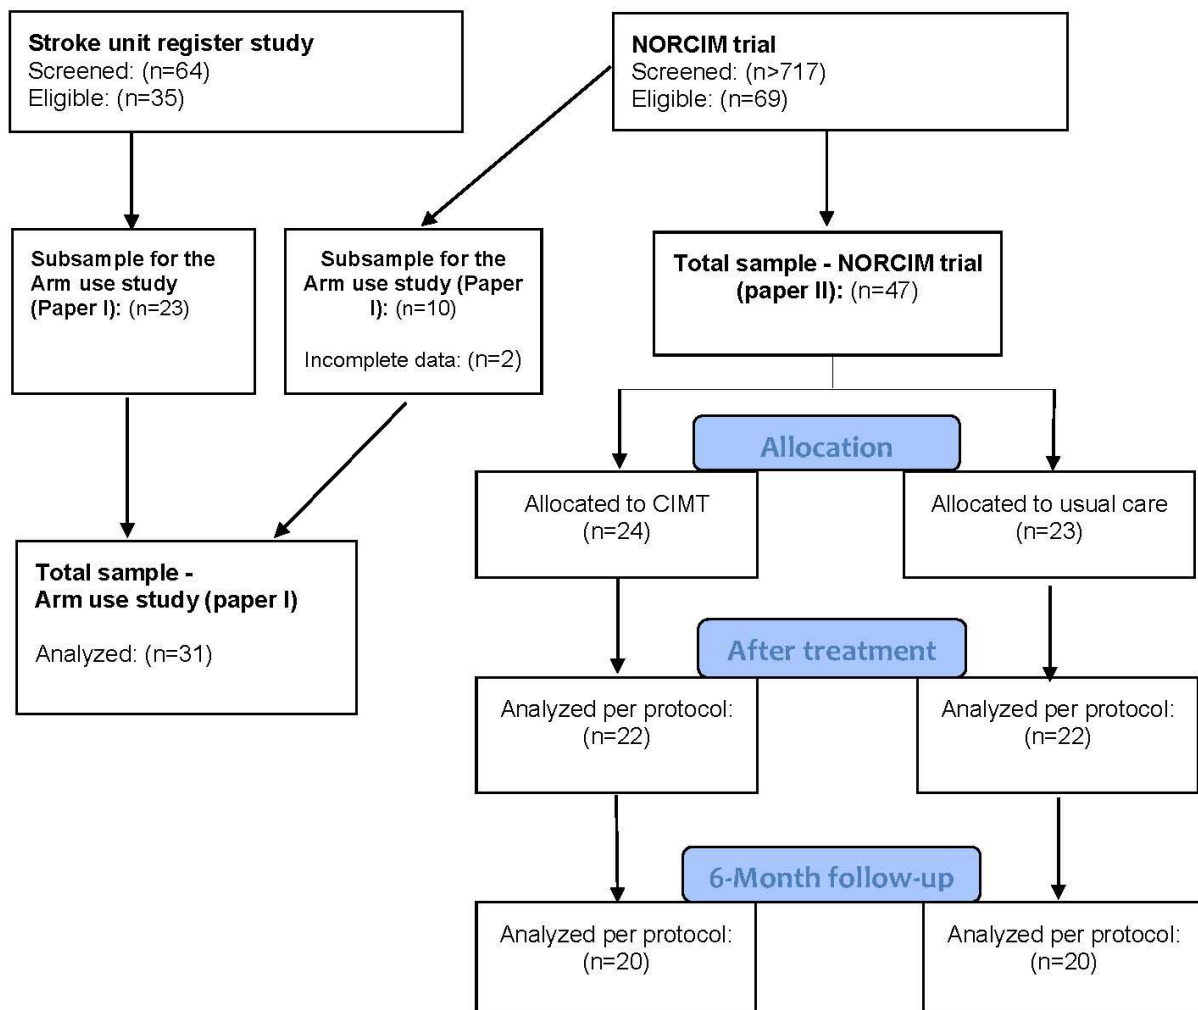 Stroke unit register study
Screened: (n=64)
Eligible: (n=35)
NORCIM trial
Screened: (n>717)
Eligible: (n=69)
Subsample for the
Arm use study
(Paper I): (n=23)
Subsample for the
Arm use study (Paper
I): (n=10)
Incomplete data: (n=2)
Total sample - NORCIM trial
(paper II): (n=47)
Allocation
Allocated to CIMT
(n=24)
Allocated to usual care
(n=23)
Total sample -
Arm use study (paper I)
Analyzed: (n=31)
After treatment
Analyzed per protocol:
(n=22)
Analyzed per protocol:
(n=22)
6-Month follow-up
Analyzed per protocol:
(n=20)
Analyzed per protocol:
(n=20)